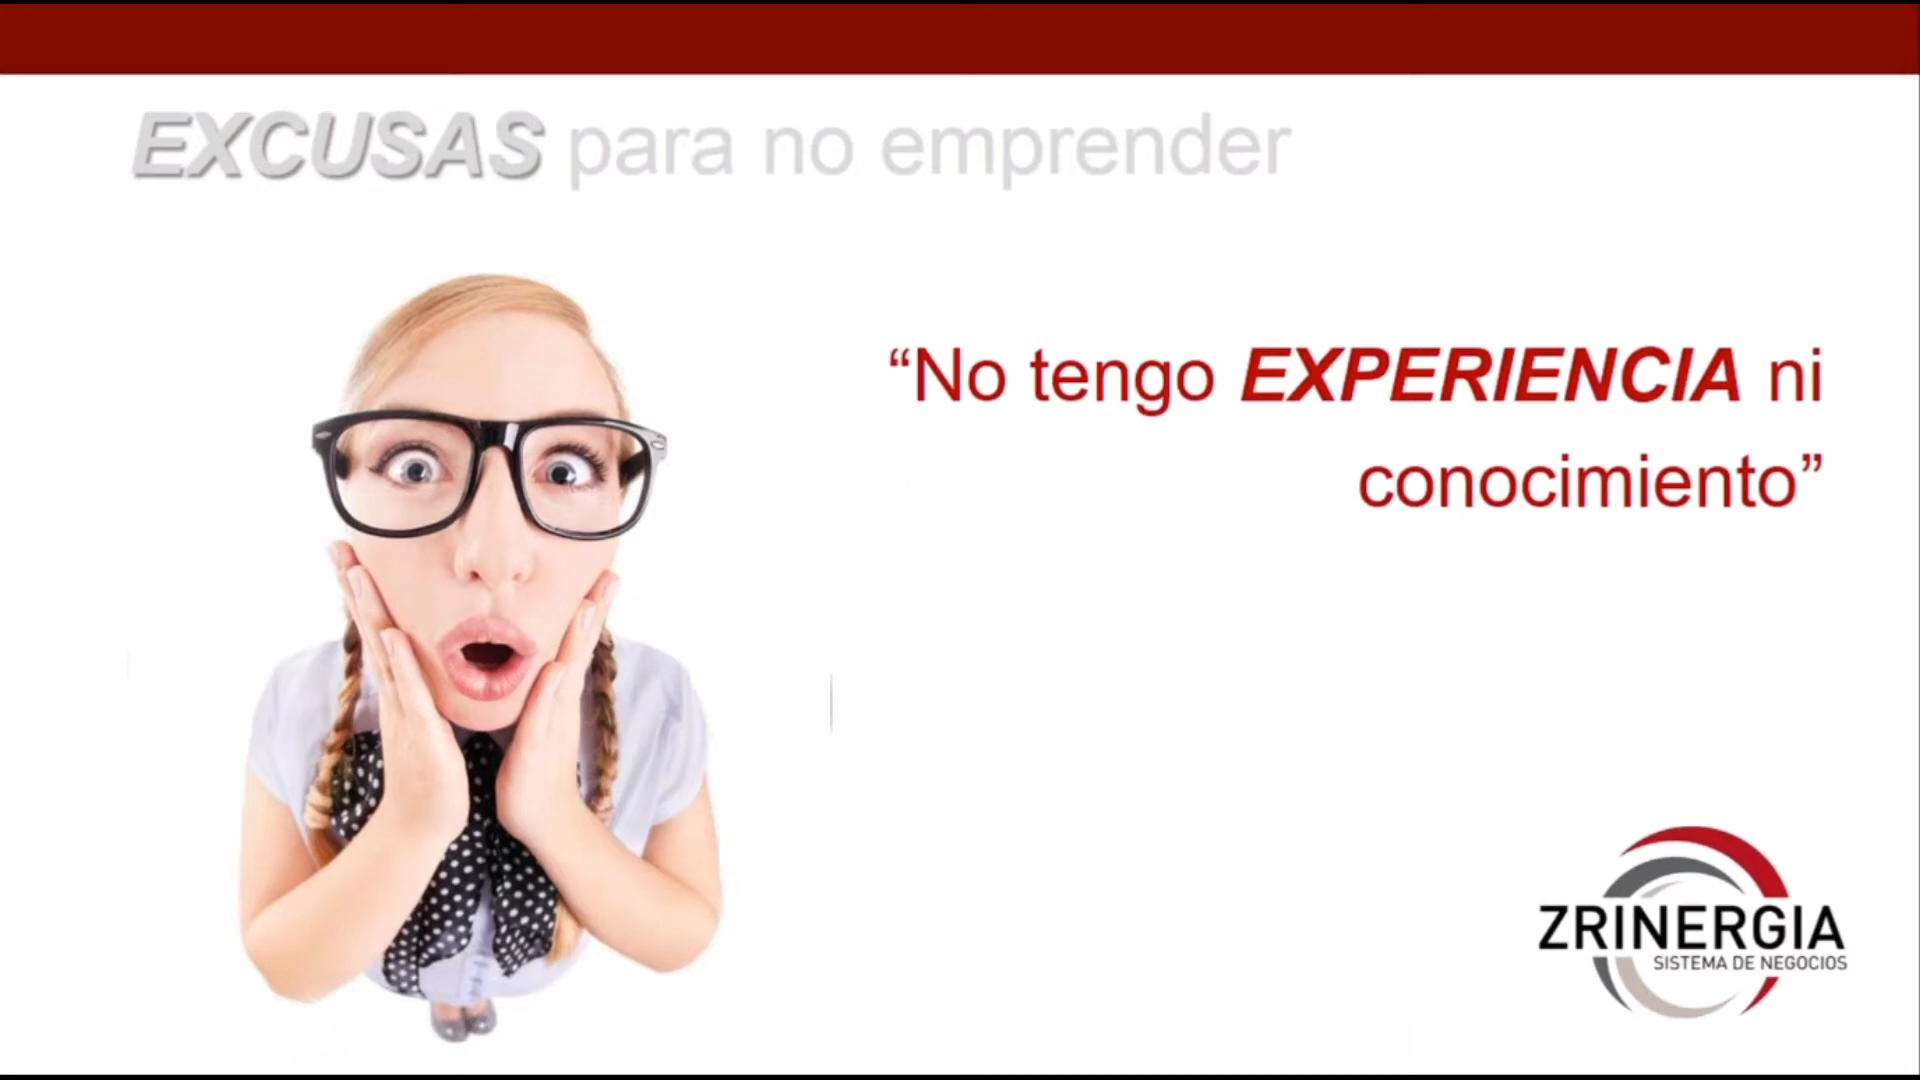 EXCUSAS para no emprender
“No tengo EXPERIENCIA ni
conocimiento”
ZRINERGIA
SISTEMA DE NEGOCIOS